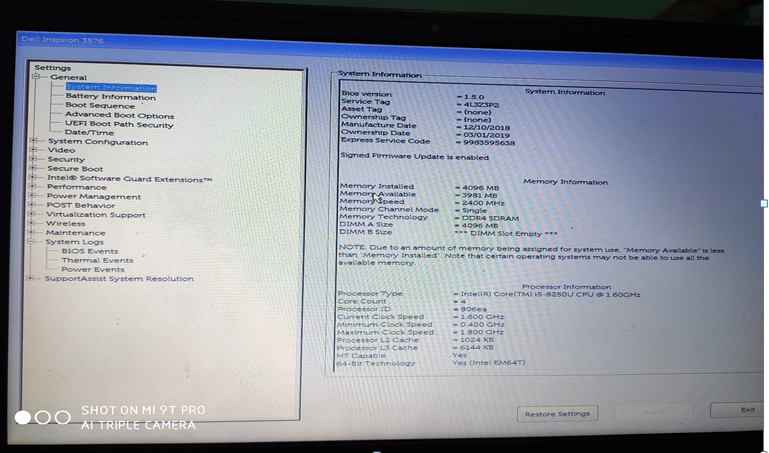 Dell Inspiron 3576
Settings
General
System Information
Battery Information
Boot Sequence
Advanced Boot Options
UEFI Boot Path Security
Date/Time
System Configuration
Video
Security
Secure Boot
Intel® Software Guard Extensions™
Performance
Power Management
POST Behavior
Virtualization Support
Wireless
Maintenance
System Logs
BIOS Events
Thermal Events
Power Events
SupportAssist System Resolution
System Information
System Information
Bios version = 1.5.0
Service Tag = 4L3Z3P2
Asset Tag = (none)
Ownership Tag = (none)
Manufacture Date = 12/10/2018
Ownership Date = 03/01/2019
Express Service Code = 9983595638
Signed Firmware Update is enabled
Memory Information
Memory Installed = 4096 MB
Memory Available = 3981 MB
Memory Speed = 2400 MHz
Memory Channel Mode = Single
Memory Technology = DDR4 SDRAM
DIMM A Size = 4096 MB
DIMM B Size *** DIMM Slot Empty ***
NOTE: Due to an amount of memory being assigned for system use, "Memory Available" is less
than "Memory Installed". Note that certain operating systems may not be able to use all the
available memory.
Processor Information
Processor Type = Intel(R) Core(TM) i5-8250U CPU @ 1.60GHz
Core Count = 4
Processor ID = 806ea
Current Clock Speed = 1.600 GHz
Minimum Clock Speed = 0.400 GHz
Maximum Clock Speed = 1.800 GHz
Processor L2 Cache = 1024 KB
Processor L3 Cache = 6144 KB
HT Capable Yes
64-Bit Technology Yes (Intel EM64T)
Restore Settings
Exit
SHOT ON MI 9T PRO
AI TRIPLE CAMERA